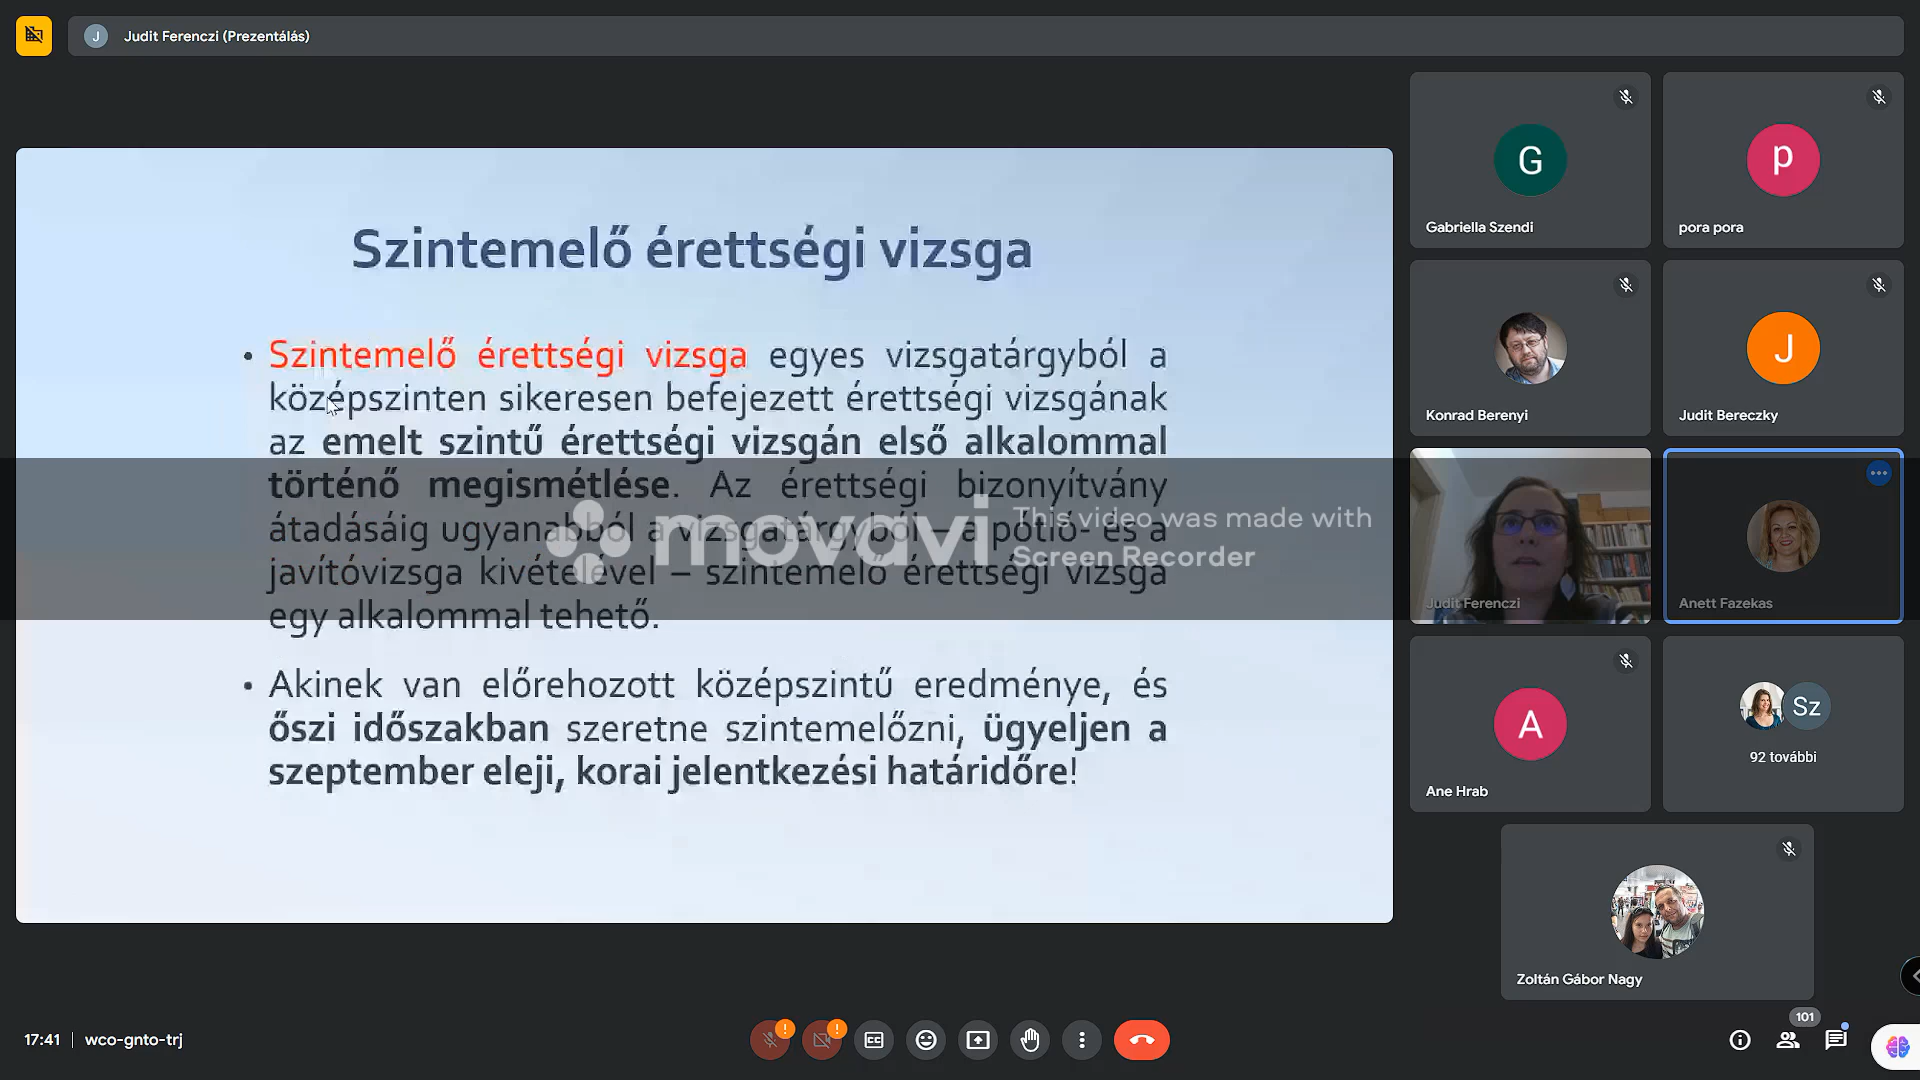 J Judit Ferenczi (Prezentálás)
Szintemelő érettségi vizsga
• Szintemelő érettségi vizsga egyes vizsgatárgyból a
középszinten sikeresen befejezett érettségi vizsgának
az emelt szintű érettségi vizsgán első alkalommal
történő megismétlése. Az érettségi bizonyítvány
átadásáig ugyanabból a vizsgatárgyból – a pótló- és a
javítóvizsga kivételével – szintemelő érettségi vizsga
egy alkalommal tehető.
• Akinek van előrehozott középszintű eredménye, és
őszi időszakban szeretne szintemelőzni, ügyeljen a
szeptember eleji, korai jelentkezési határidőre!
movavi
This video was made with
Screen Recorder
G
Gabriella Szendi
p
pora pora
Konrad Berenyi
J
Judit Bereczky
Judit Ferenczi
Anett Fazekas
A
Ane Hrab
Sz
92 további
Zoltán Gábor Nagy
17:41 | wco-gnto-trj
101